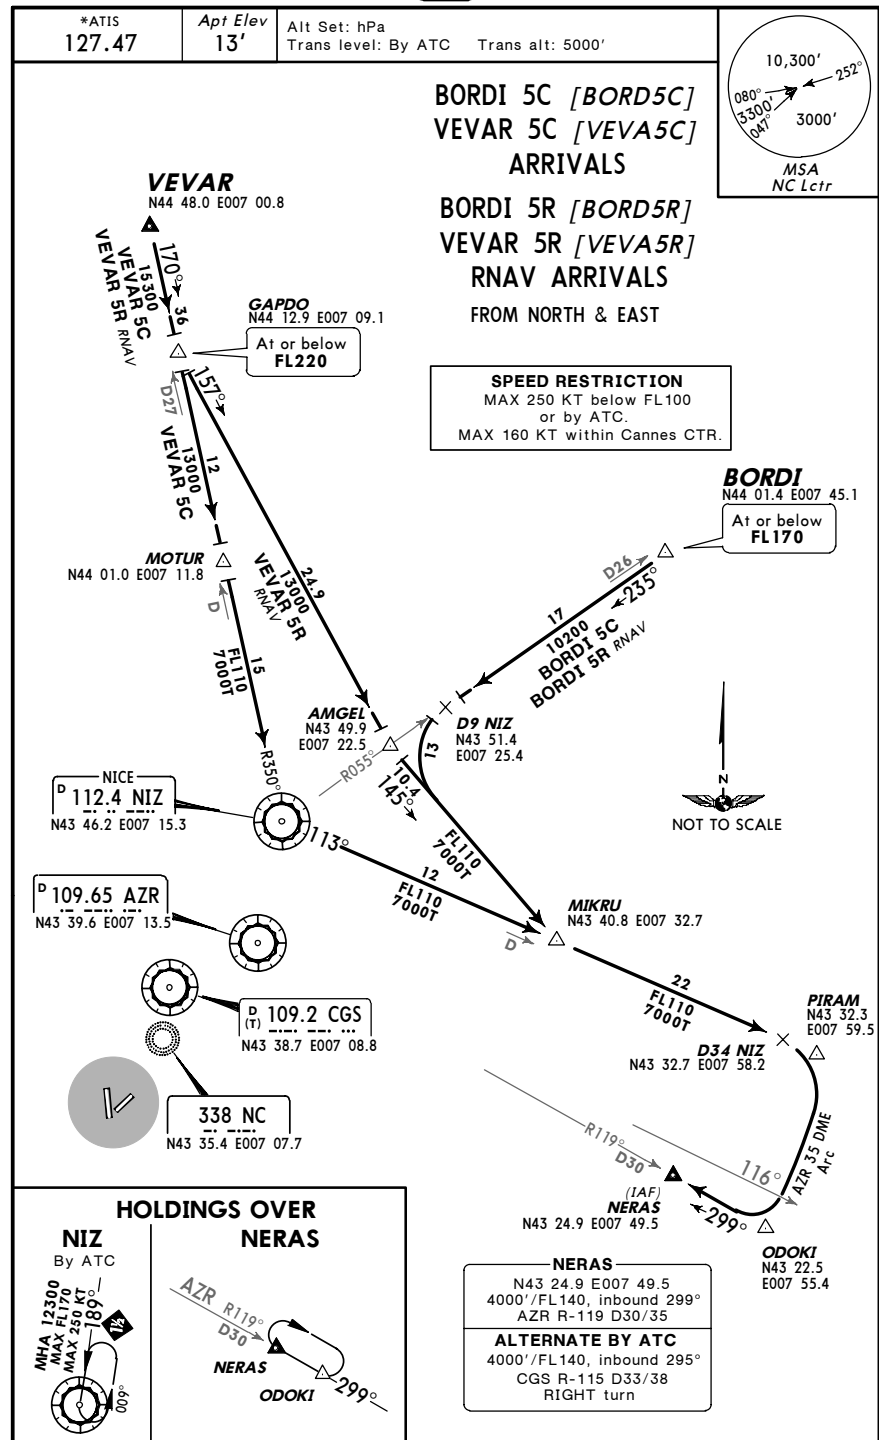 *ATIS
127.47
Apt Elev
13'
Alt Set: hPa
Trans level: By ATC Trans alt: 5000'
10,300'
252°
080°
3300'
047°
3000'
MSA
NC Lctr
BORDI 5C [BORD5C]
VEVAR 5C [VEVA5C]
ARRIVALS
BORDI 5R [BORD5R]
VEVAR 5R [VEVA5R]
RNAV ARRIVALS
FROM NORTH & EAST
VEVAR
N44 48.0 E007 00.8
170°
36
15300
VEVAR 5C
VEVAR 5R RNAV
GAPDO
N44 12.9 E007 09.1
At or below
FL220
SPEED RESTRICTION
MAX 250 KT below FL100
or by ATC.
MAX 160 KT within Cannes CTR.
D27
157°
12
13000
VEVAR 5C
24.9
13000
VEVAR 5R
RNAV
BORDI
N44 01.4 E007 45.1
At or below
FL170
D26
235°
17
10200
BORDI 5C
BORDI 5R RNAV
MOTUR
N44 01.0 E007 11.8
D
15
FL110
7000T
R350°
AMGEL
N43 49.9
E007 22.5
R055°
D9 NIZ
N43 51.4
E007 25.4
13
10.4
145°
FL110
7000T
N
NOT TO SCALE
NICE
D 112.4 NIZ
N43 46.2 E007 15.3
113°
12
FL110
7000T
D
D 109.65 AZR
N43 39.6 E007 13.5
MIKRU
N43 40.8 E007 32.7
22
FL110
7000T
D
(T) 109.2 CGS
N43 38.7 E007 08.8
PIRAM
N43 32.3
E007 59.5
D34 NIZ
N43 32.7 E007 58.2
338 NC
N43 35.4 E007 07.7
R119°
D30
116°
AZR 35 DME
Arc
(IAF)
NERAS
N43 24.9 E007 49.5
299°
ODOKI
N43 22.5
E007 55.4
HOLDINGS OVER
NIZ
By ATC
MHA 12300
MAX FL170
MAX 250 KT
189°
1½
009°
NERAS
AZR R119°
D30
NERAS
ODOKI
299°
NERAS
N43 24.9 E007 49.5
4000'/FL140, inbound 299°
AZR R-119 D30/35
ALTERNATE BY ATC
4000'/FL140, inbound 295°
CGS R-115 D33/38
RIGHT turn